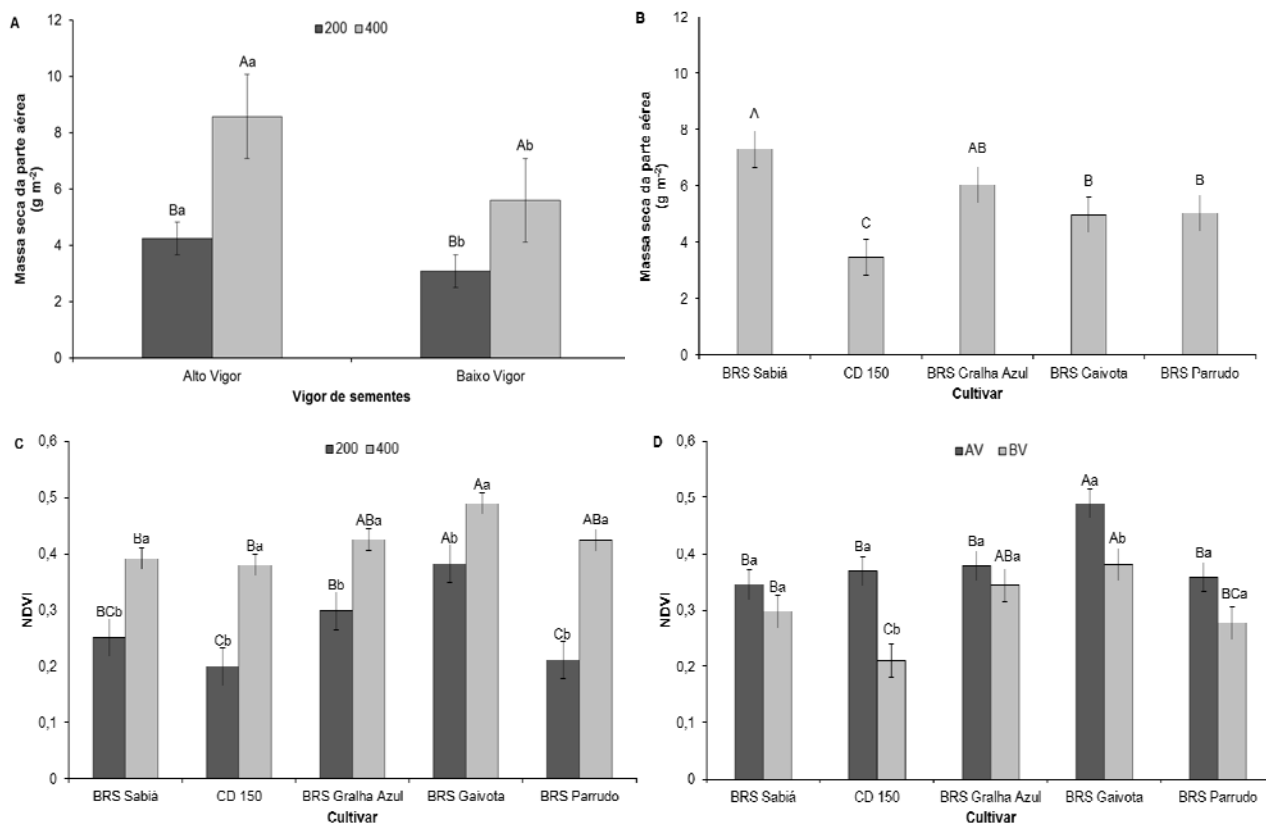 A
200 400
Massa seca da parte aérea
(g m⁻²)
12
10
8
6
4
2
0
Ba
Aa
Bb
Ab
Alto Vigor
Baixo Vigor
Vigor de sementes
B
Massa seca da parte aérea
(g m⁻²)
12
10
8
6
4
2
0
A
C
AB
B
B
BRS Sabiá
CD 150
BRS Gralha Azul
BRS Gaivota
BRS Parrudo
Cultivar
C
200 400
NDVI
0,6
0,5
0,4
0,3
0,2
0,1
0
BCb
Ba
Cb
Ba
Bb
ABa
Ab
Aa
Cb
ABa
BRS Sabiá
CD 150
BRS Gralha Azul
BRS Gaivota
BRS Parrudo
Cultivar
D
AV BV
NDVI
0,6
0,5
0,4
0,3
0,2
0,1
0
Ba
Ba
Ba
Cb
Ba
ABa
Aa
Ab
Ba
BCa
BRS Sabiá
CD 150
BRS Gralha Azul
BRS Gaivota
BRS Parrudo
Cultivar